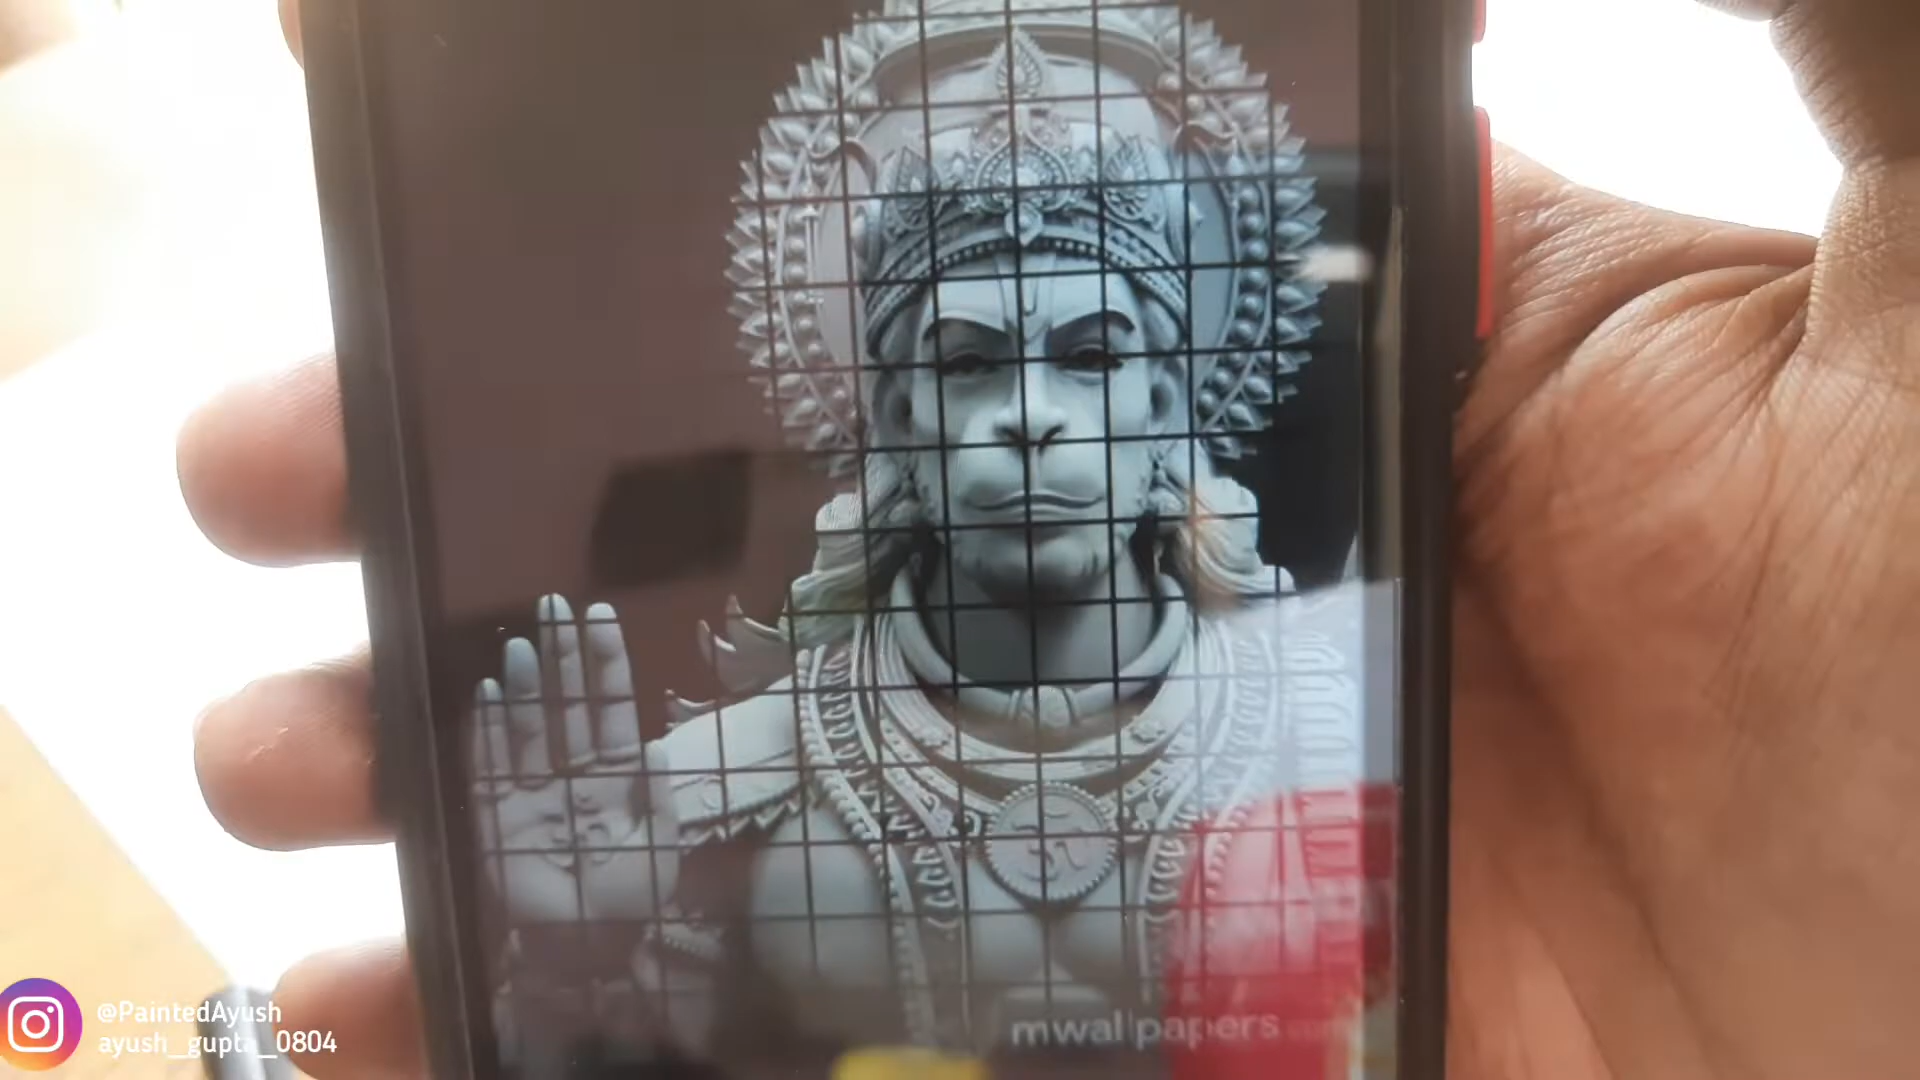 ॐ
ॐ
mwallpapers
@PaintedAyush
ayush_gupta_0804